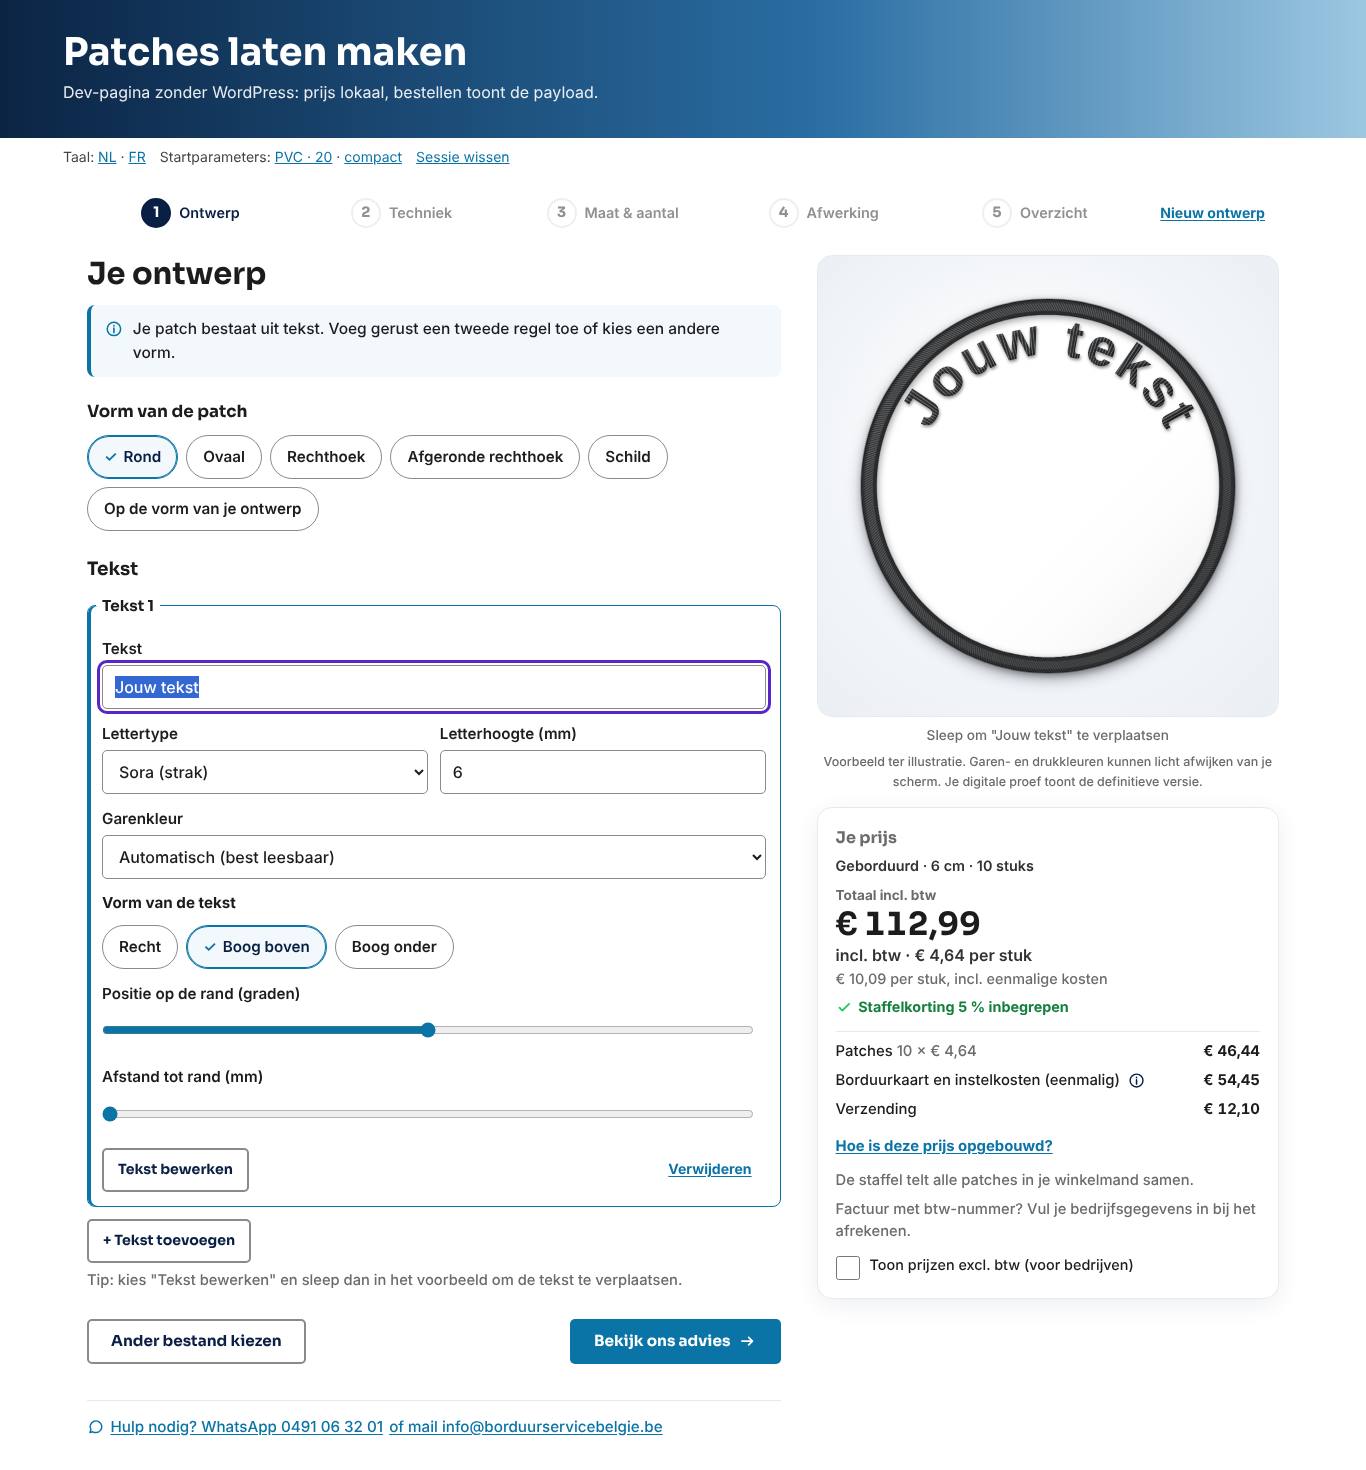 Patches laten maken
Dev-pagina zonder WordPress: prijs lokaal, bestellen toont de payload.
Taal: NL · FR Startparameters: PVC · 20 · compact Sessie wissen
1 Ontwerp 2 Techniek 3 Maat & aantal 4 Afwerking 5 Overzicht Nieuw ontwerp
Je ontwerp
Je patch bestaat uit tekst. Voeg gerust een tweede regel toe of kies een andere
vorm.
Vorm van de patch
Rond Ovaal Rechthoek Afgeronde rechthoek Schild
Op de vorm van je ontwerp
Tekst
Tekst 1
Tekst
Jouw tekst
Lettertype Letterhoogte (mm)
Sora (strak) 6
Garenkleur
Automatisch (best leesbaar)
Vorm van de tekst
Recht Boog boven Boog onder
Positie op de rand (graden)
Afstand tot rand (mm)
Tekst bewerken Verwijderen
+ Tekst toevoegen
Tip: kies "Tekst bewerken" en sleep dan in het voorbeeld om de tekst te verplaatsen.
Ander bestand kiezen Bekijk ons advies →
Hulp nodig? WhatsApp 0491 06 32 01 of mail info@borduurservicebelgie.be
Jouw tekst
Sleep om "Jouw tekst" te verplaatsen
Voorbeeld ter illustratie. Garen- en drukkleuren kunnen licht afwijken van je
scherm. Je digitale proef toont de definitieve versie.
Je prijs
Geborduurd · 6 cm · 10 stuks
Totaal incl. btw
€ 112,99
incl. btw · € 4,64 per stuk
€ 10,09 per stuk, incl. eenmalige kosten
Staffelkorting 5 % inbegrepen
Patches 10 × € 4,64 € 46,44
Borduurkaart en instelkosten (eenmalig) € 54,45
Verzending € 12,10
Hoe is deze prijs opgebouwd?
De staffel telt alle patches in je winkelmand samen.
Factuur met btw-nummer? Vul je bedrijfsgegevens in bij het
afrekenen.
Toon prijzen excl. btw (voor bedrijven)